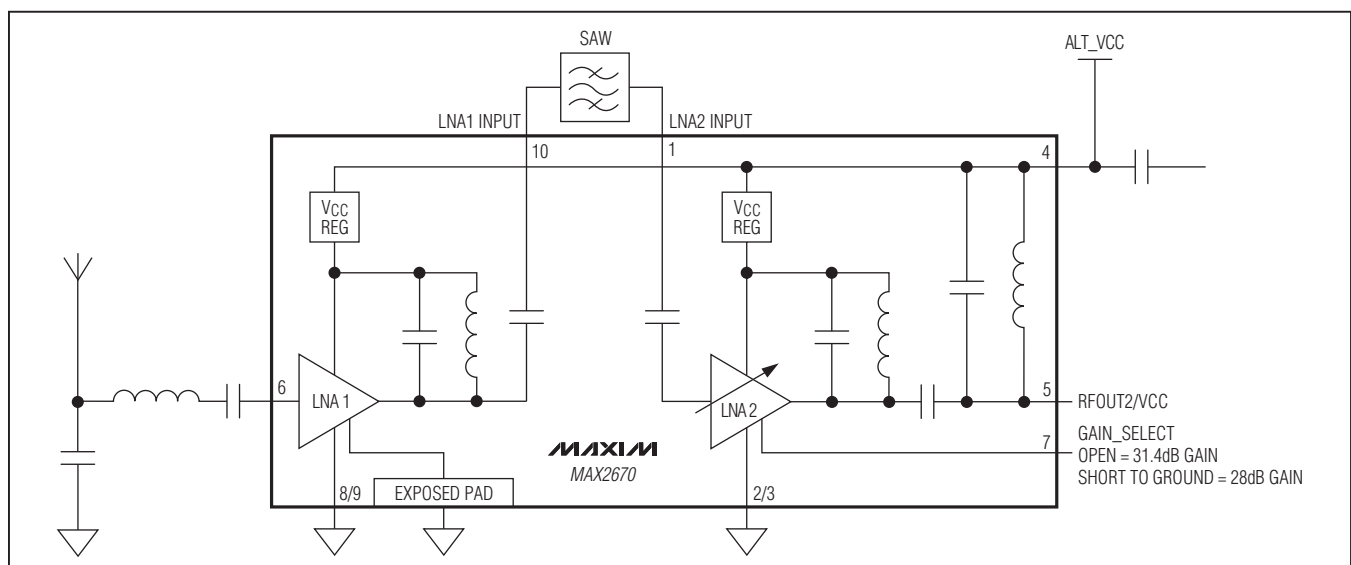 SAW
ALT_VCC
LNA1 INPUT
LNA2 INPUT
10
1
4
VCC
REG
VCC
REG
6
LNA 1
LNA 2
5
RFOUT2/VCC
7
GAIN_SELECT
OPEN = 31.4dB GAIN
SHORT TO GROUND = 28dB GAIN
MAXIM
MAX2670
8/9
EXPOSED PAD
2/3